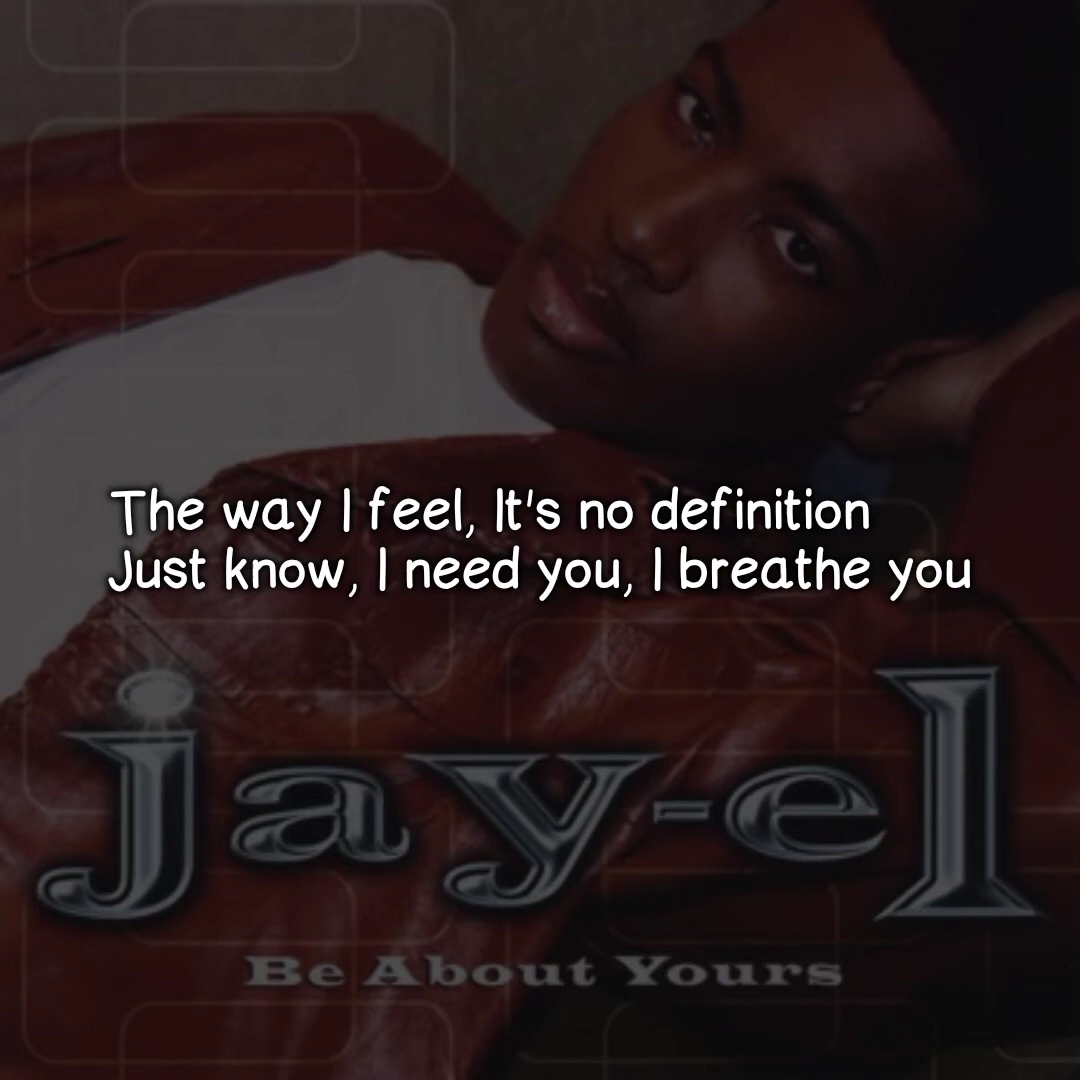 The way I feel, It's no definition
Just know, I need you, I breathe you
jay-el
Be About Yours